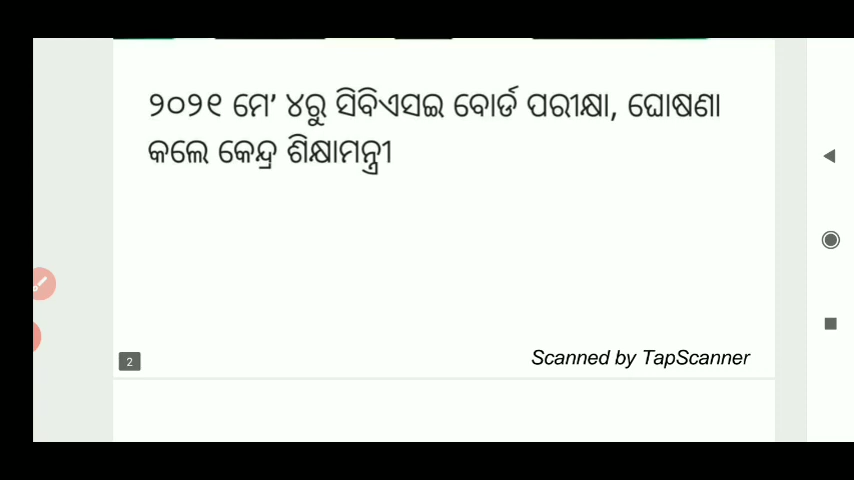 ୨୦୨୧ ମେ' ୪ରୁ ସିବିଏସଇ ବୋର୍ଡ ପରୀକ୍ଷା, ଘୋଷଣା
କଲେ କେନ୍ଦ୍ର ଶିକ୍ଷାମନ୍ତ୍ରୀ
2
Scanned by TapScanner